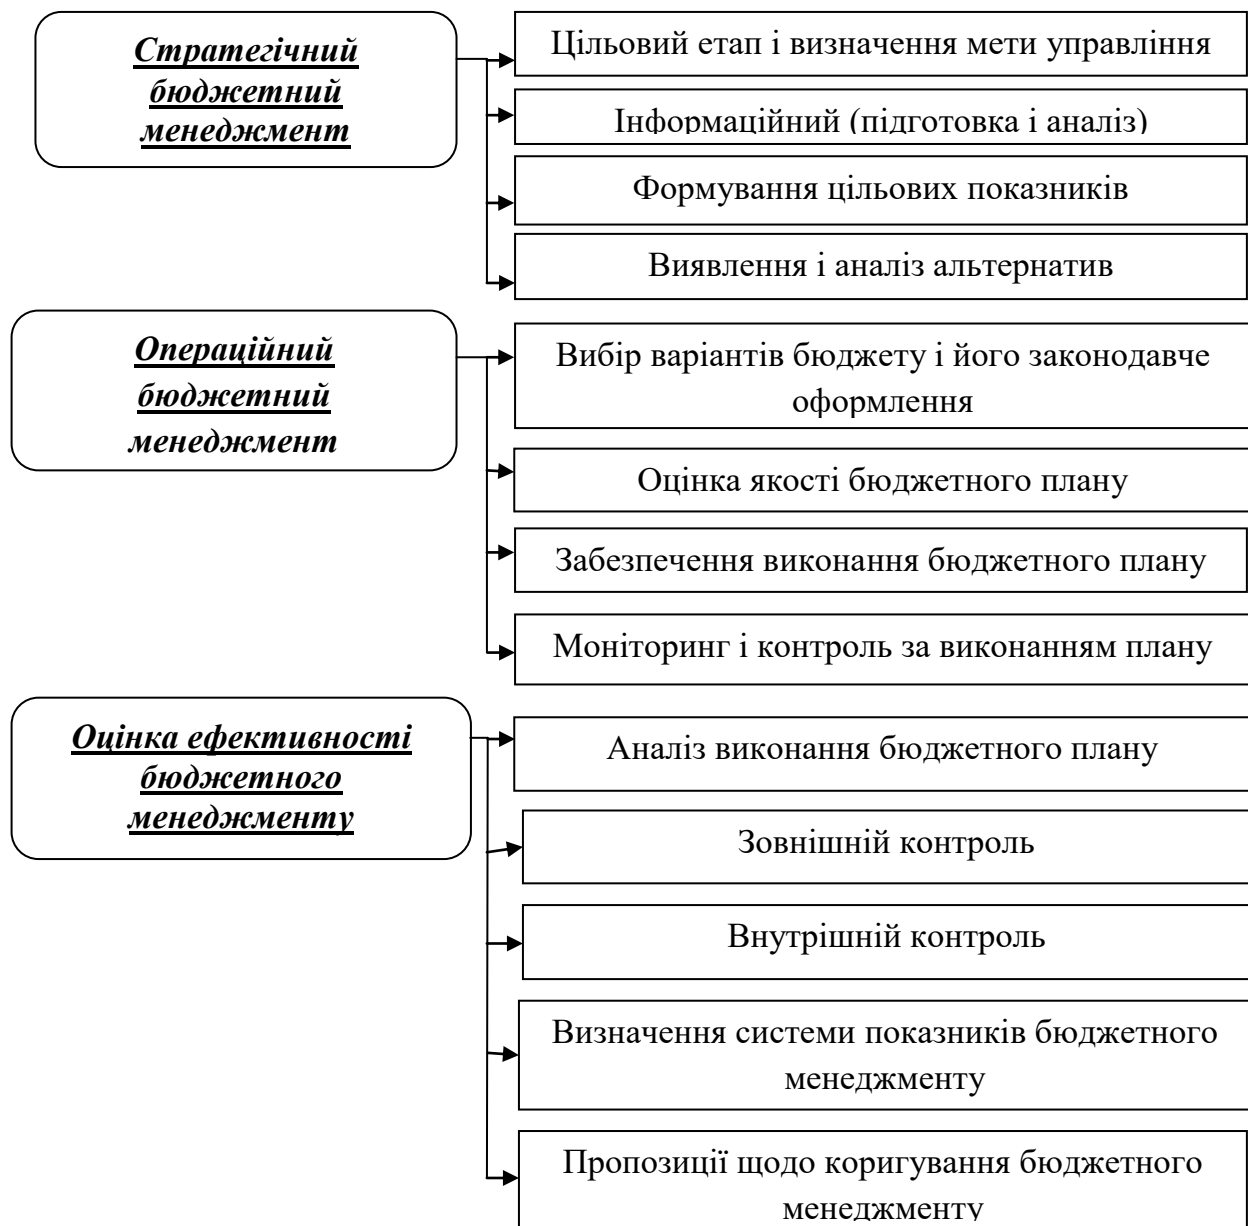 Стратегічний
бюджетний
менеджмент
Цільовий етап і визначення мети управління
Інформаційний (підготовка і аналіз)
Формування цільових показників
Виявлення і аналіз альтернатив
Операційний
бюджетний
менеджмент
Вибір варіантів бюджету і його законодавче
оформлення
Оцінка якості бюджетного плану
Забезпечення виконання бюджетного плану
Моніторинг і контроль за виконанням плану
Оцінка ефективності
бюджетного
менеджменту
Аналіз виконання бюджетного плану
Зовнішній контроль
Внутрішній контроль
Визначення системи показників бюджетного
менеджменту
Пропозиції щодо коригування бюджетного
менеджменту